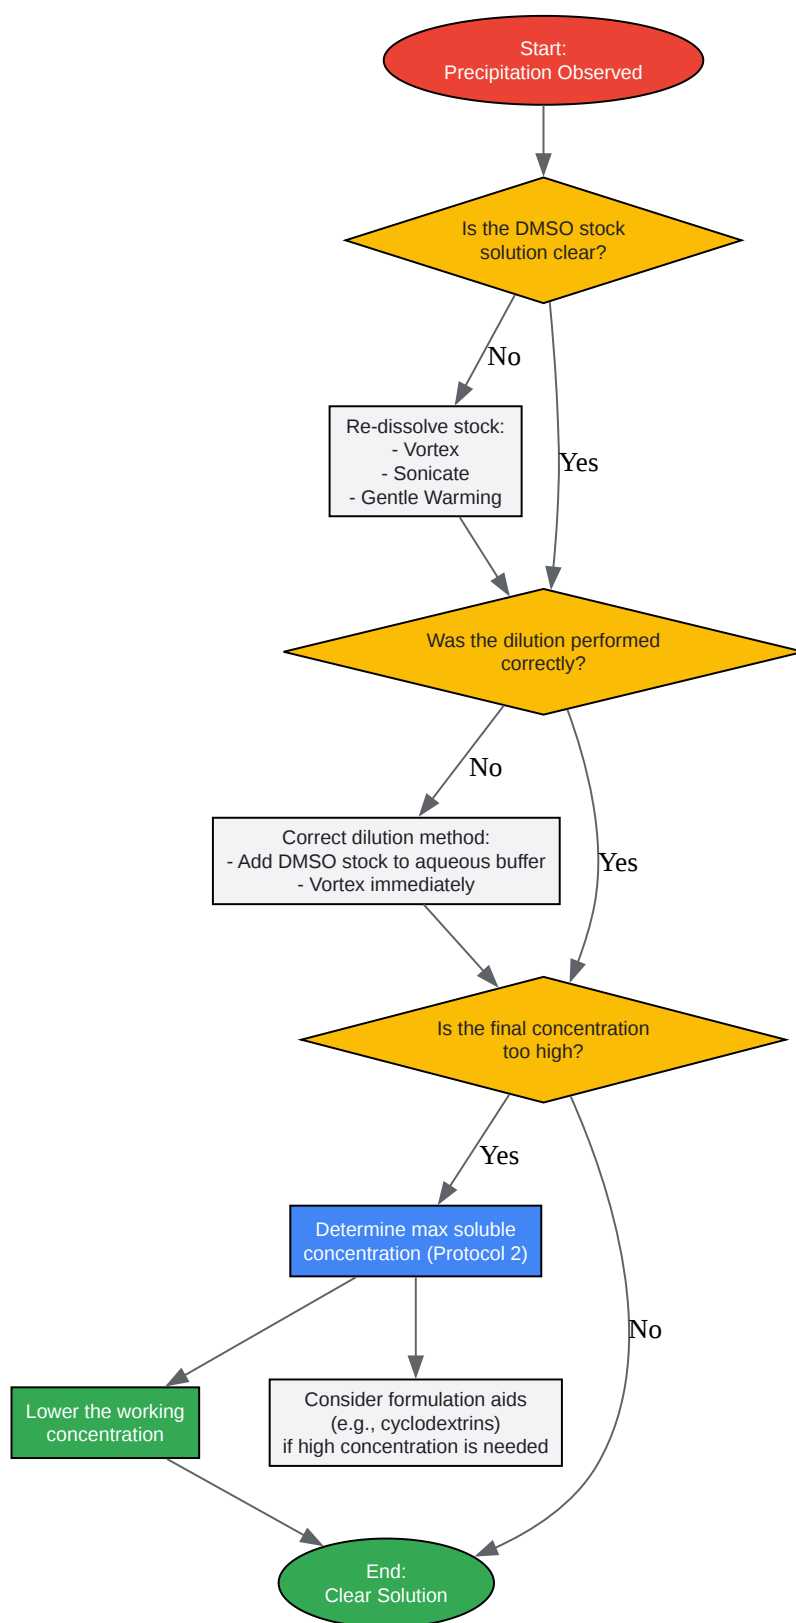 Start:
Precipitation Observed
Is the DMSO stock
solution clear?
No
Re-dissolve stock:
- Vortex
- Sonicate
- Gentle Warming
Yes
Was the dilution performed
correctly?
No
Correct dilution method:
- Add DMSO stock to aqueous buffer
- Vortex immediately
Yes
Is the final concentration
too high?
Yes
Determine max soluble
concentration (Protocol 2)
No
Lower the working
concentration
Consider formulation aids
(e.g., cyclodextrins)
if high concentration is needed
End:
Clear Solution